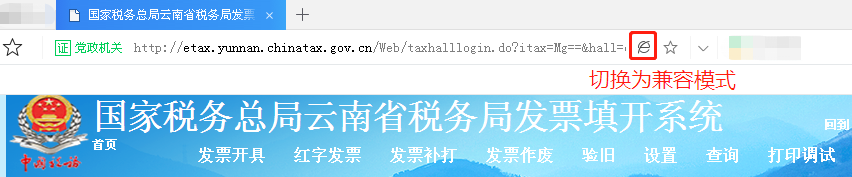 国家税务总局云南省税务局发票
证 党政机关 http://etax.yunnan.chinatax.gov.cn/Web/taxhalllogin.do?itax=Mg==&hall=
切换为兼容模式
国家税务总局云南省税务局发票填开系统
回到
首页
中国税务
发票开具 红字发票 发票补打 发票作废 验旧 设置 查询 打印调试